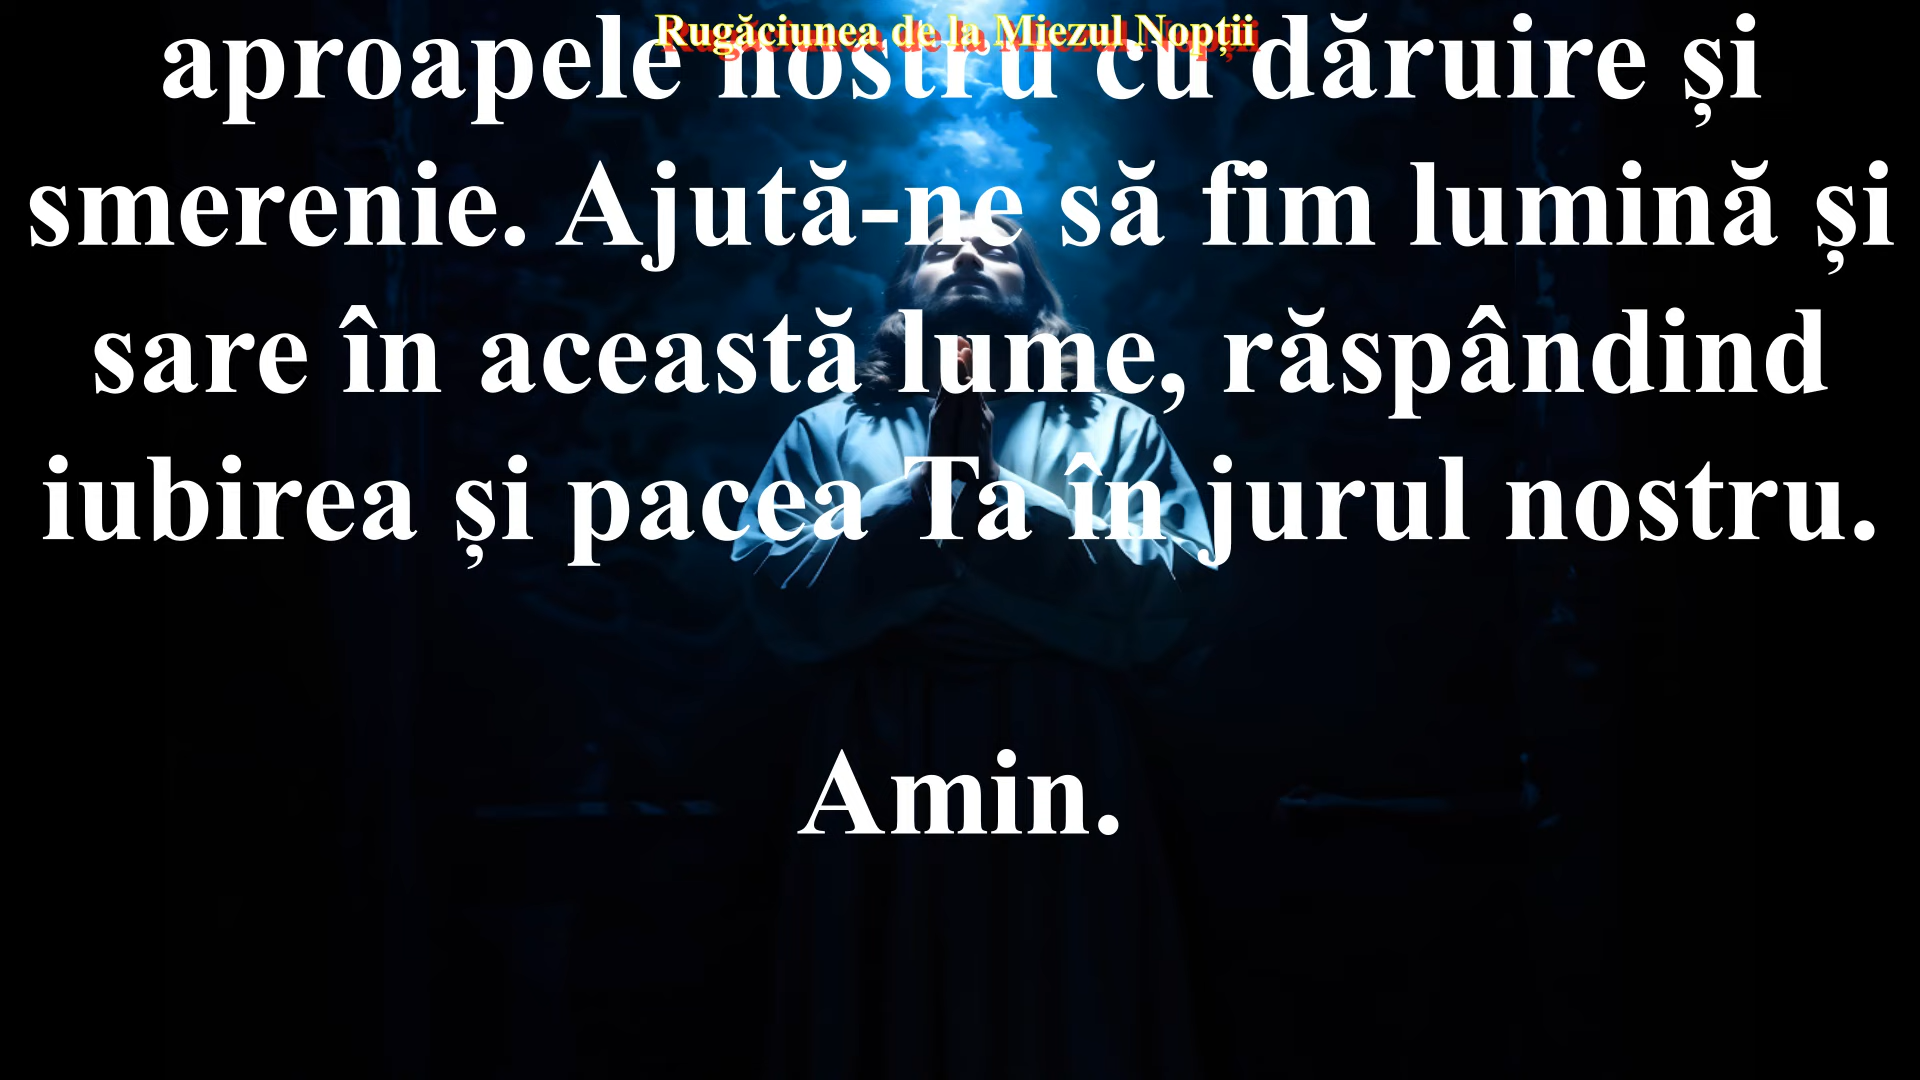 Rugăciunea de la Miezul Nopții
aproapele nostru cu dăruire și
smerenie. Ajută-ne să fim lumină și
sare în această lume, răspândind
iubirea și pacea Ta în jurul nostru.
Amin.